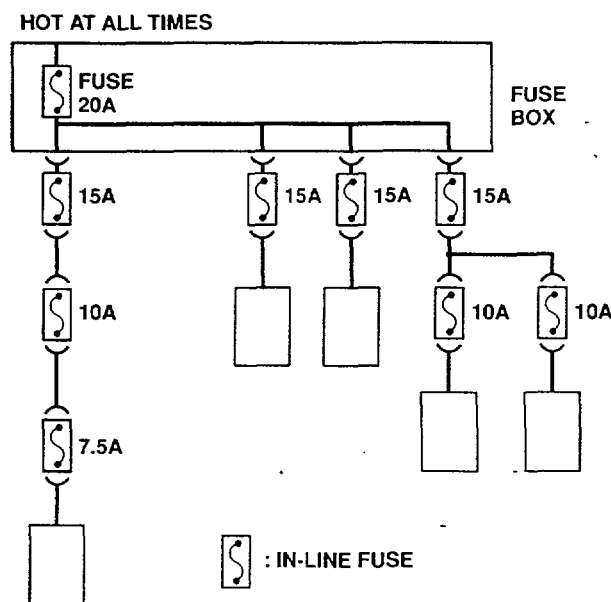 HOT AT ALL TIMES
FUSE
20A
FUSE
BOX
15A
15A
15A
15A
10A
10A
10A
7.5A
: IN-LINE FUSE